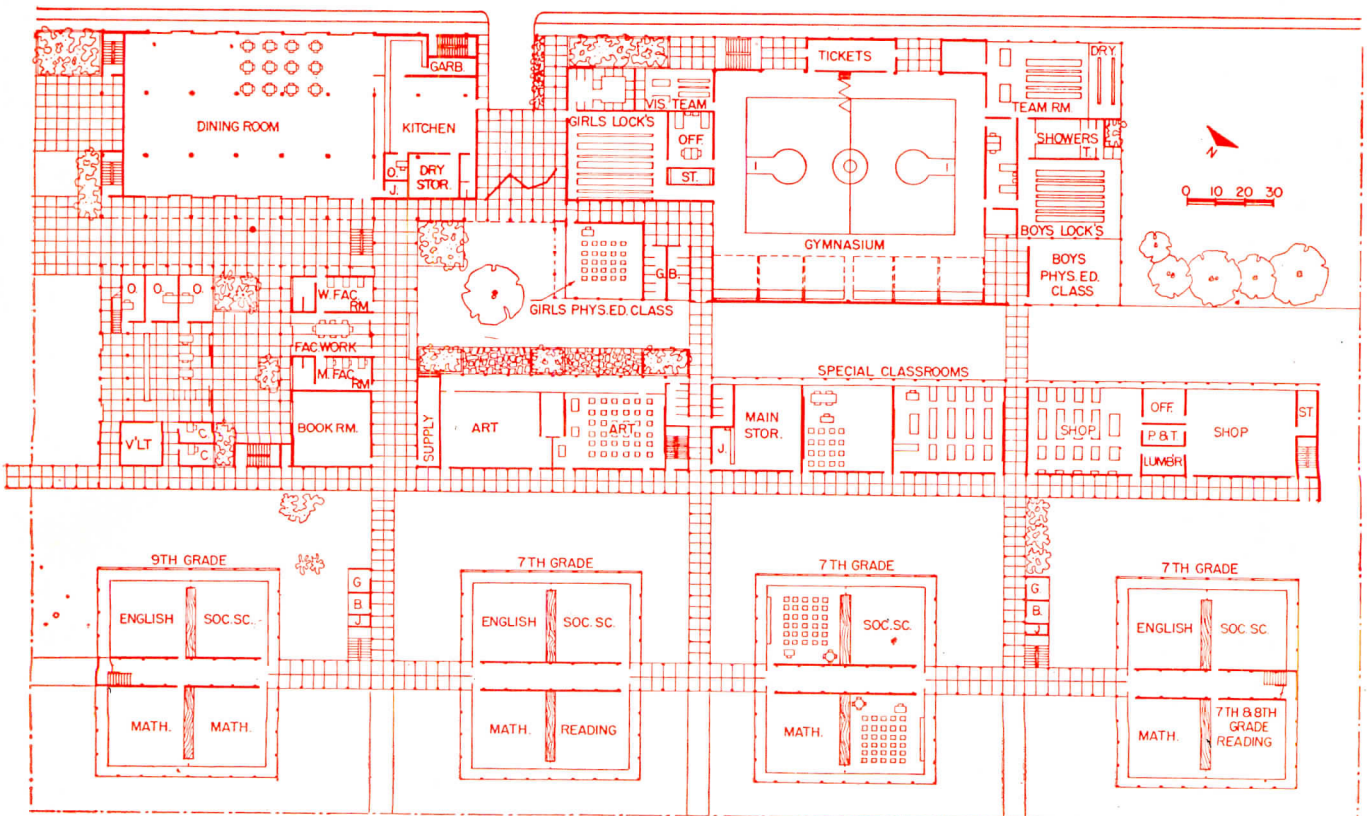 TICKETS
DRY.
GARB.
VIS. TEAM
TEAM RM
DINING ROOM
KITCHEN
GIRLS LOCK'S
OFF.
SHOWERS
T.
N
O.
DRY
STOR.
J.
ST.
0 10 20 30
GYMNASIUM
BOYS LOCK'S
BOYS
PHYS. ED.
CLASS
G.
B.
O.
O.
O.
W. FAC.
RM.
GIRLS PHYS. ED. CLASS
FAC. WORK
M. FAC.
RM
SPECIAL CLASSROOMS
SUPPLY
ART
ART
MAIN
STOR.
J.
SHOP
OFF.
P & T.
LUMB'R
SHOP
ST
V'LT
C.
C.
BOOK RM.
9TH GRADE
7TH GRADE
7TH GRADE
7TH GRADE
G
B.
J
G
B.
J
ENGLISH
SOC. SC.
ENGLISH
SOC. SC.
SOC. SC.
ENGLISH
SOC. SC.
MATH.
MATH.
MATH.
READING
MATH.
MATH.
7TH & 8TH
GRADE
READING